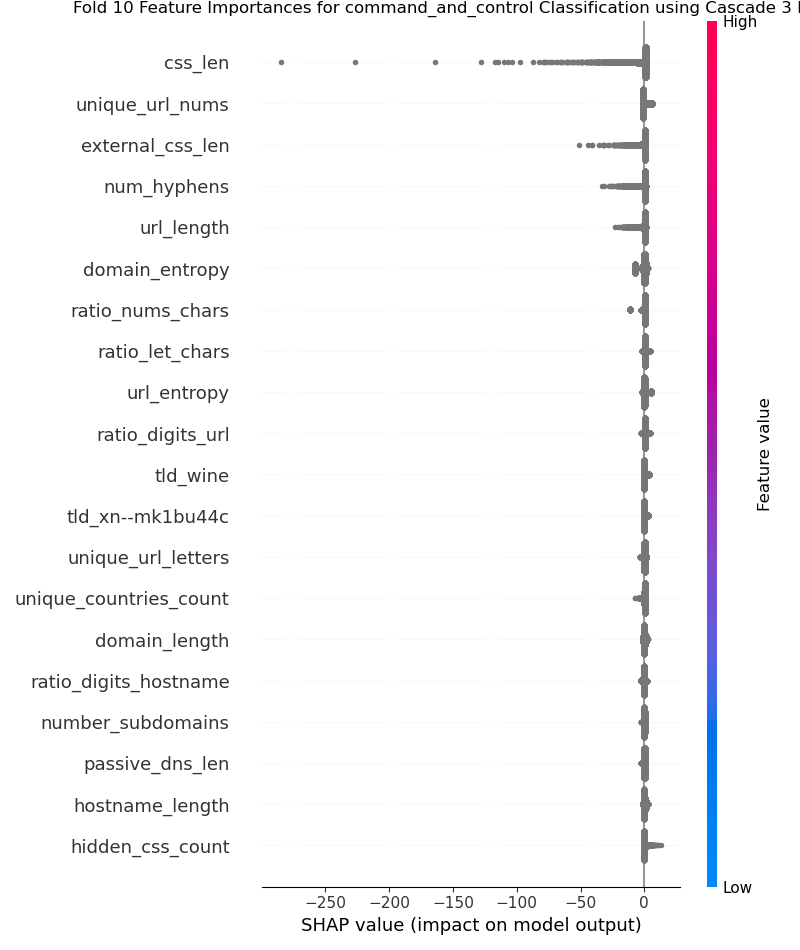 Fold 10 Feature Importances for command_and_control Classification using Cascade 3
High
css_len
unique_url_nums
external_css_len
num_hyphens
url_length
domain_entropy
ratio_nums_chars
ratio_let_chars
url_entropy
ratio_digits_url
tld_wine
tld_xn--mk1bu44c
unique_url_letters
unique_countries_count
domain_length
ratio_digits_hostname
number_subdomains
passive_dns_len
hostname_length
hidden_css_count
Feature value
Low
−250 −200 −150 −100 −50 0
SHAP value (impact on model output)